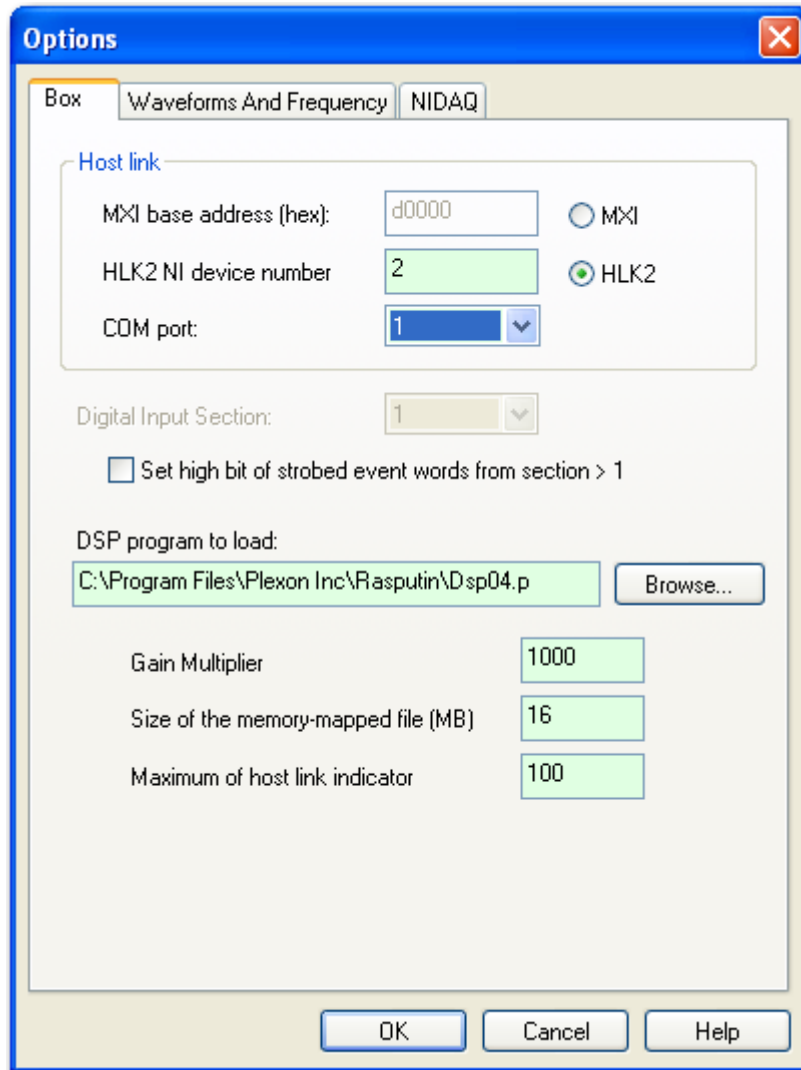 Options
Box Waveforms And Frequency NIDAQ
Host link
MXI base address (hex): d0000 MXI
HLK2 NI device number 2 HLK2
COM port: 1
Digital Input Section: 1
Set high bit of strobed event words from section > 1
DSP program to load:
C:\Program Files\Plexon Inc\Rasputin\Dsp04.p Browse...
Gain Multiplier 1000
Size of the memory-mapped file (MB) 16
Maximum of host link indicator 100
OK Cancel Help